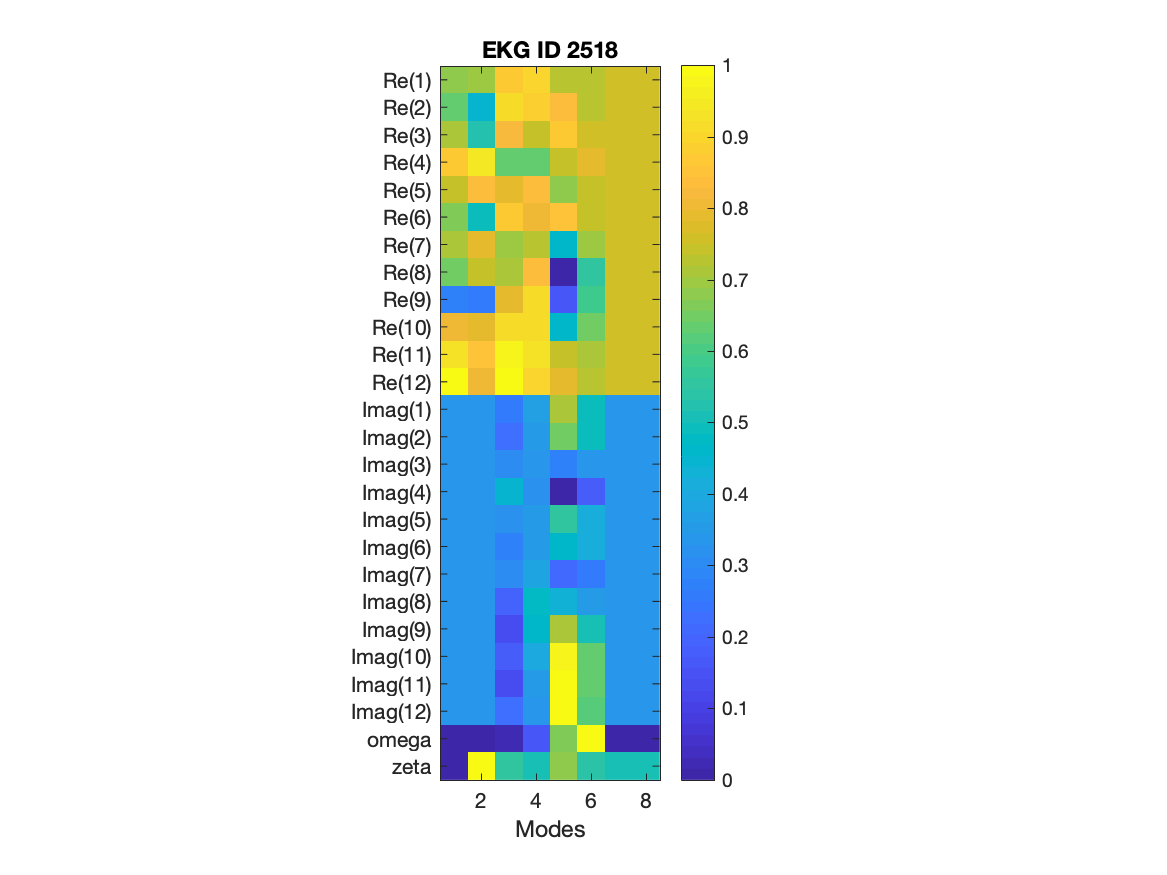 EKG ID 2518
Re(1)
Re(2)
Re(3)
Re(4)
Re(5)
Re(6)
Re(7)
Re(8)
Re(9)
Re(10)
Re(11)
Re(12)
Imag(1)
Imag(2)
Imag(3)
Imag(4)
Imag(5)
Imag(6)
Imag(7)
Imag(8)
Imag(9)
Imag(10)
Imag(11)
Imag(12)
omega
zeta
2 4 6 8
Modes
1
0.9
0.8
0.7
0.6
0.5
0.4
0.3
0.2
0.1
0